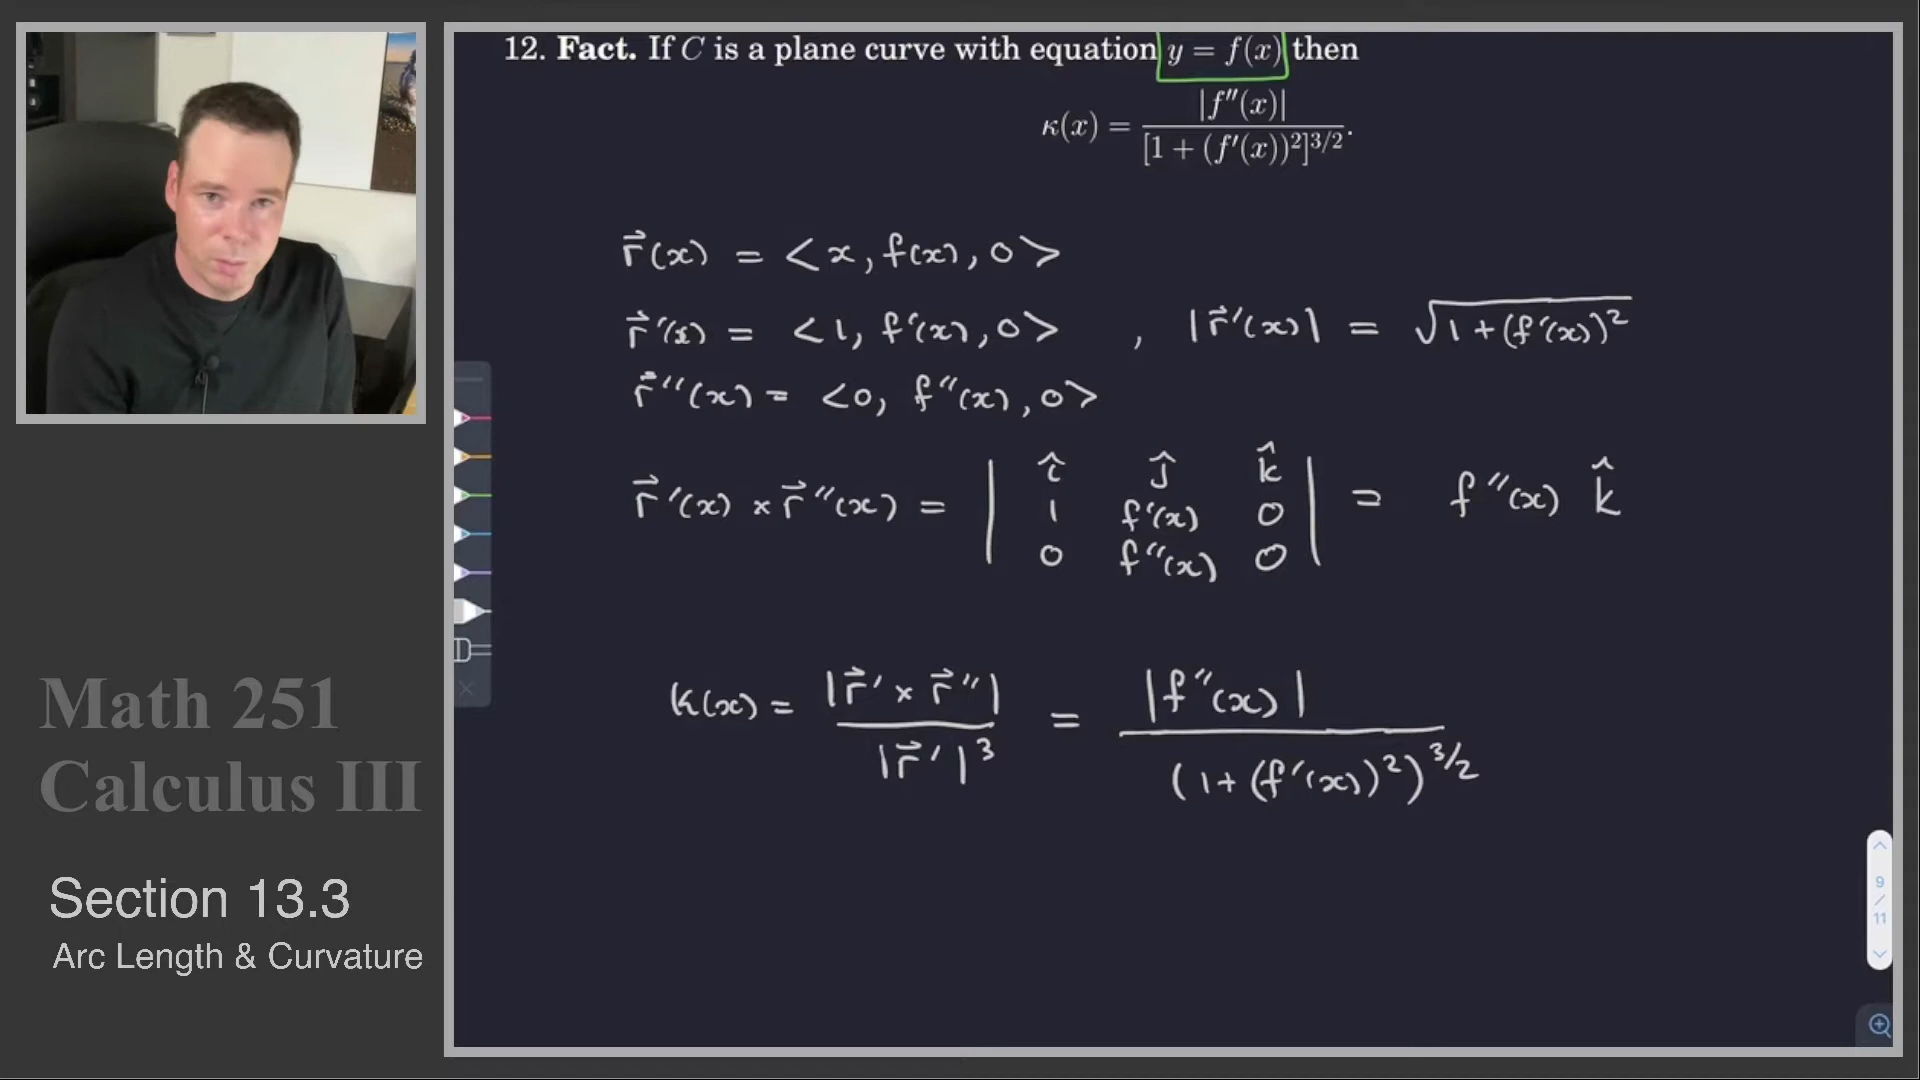 12. Fact. If C is a plane curve with equation y = f(x) then
κ(x) = |f″(x)| / [1 + (f′(x))²]^{3/2}.
r⃗(x) = <x, f(x), 0>
r⃗′(x) = <1, f′(x), 0> , |r⃗′(x)| = √(1 + (f′(x))²)
r⃗″(x) = <0, f″(x), 0>
r⃗′(x) × r⃗″(x) = | î ĵ k̂ | = f″(x) k̂
1 f′(x) 0
0 f″(x) 0
κ(x) = |r⃗′ × r⃗″| / |r⃗′|³ = |f″(x)| / (1 + (f′(x))²)^{3/2}
Math 251
Calculus III
Section 13.3
Arc Length & Curvature
9
/
11